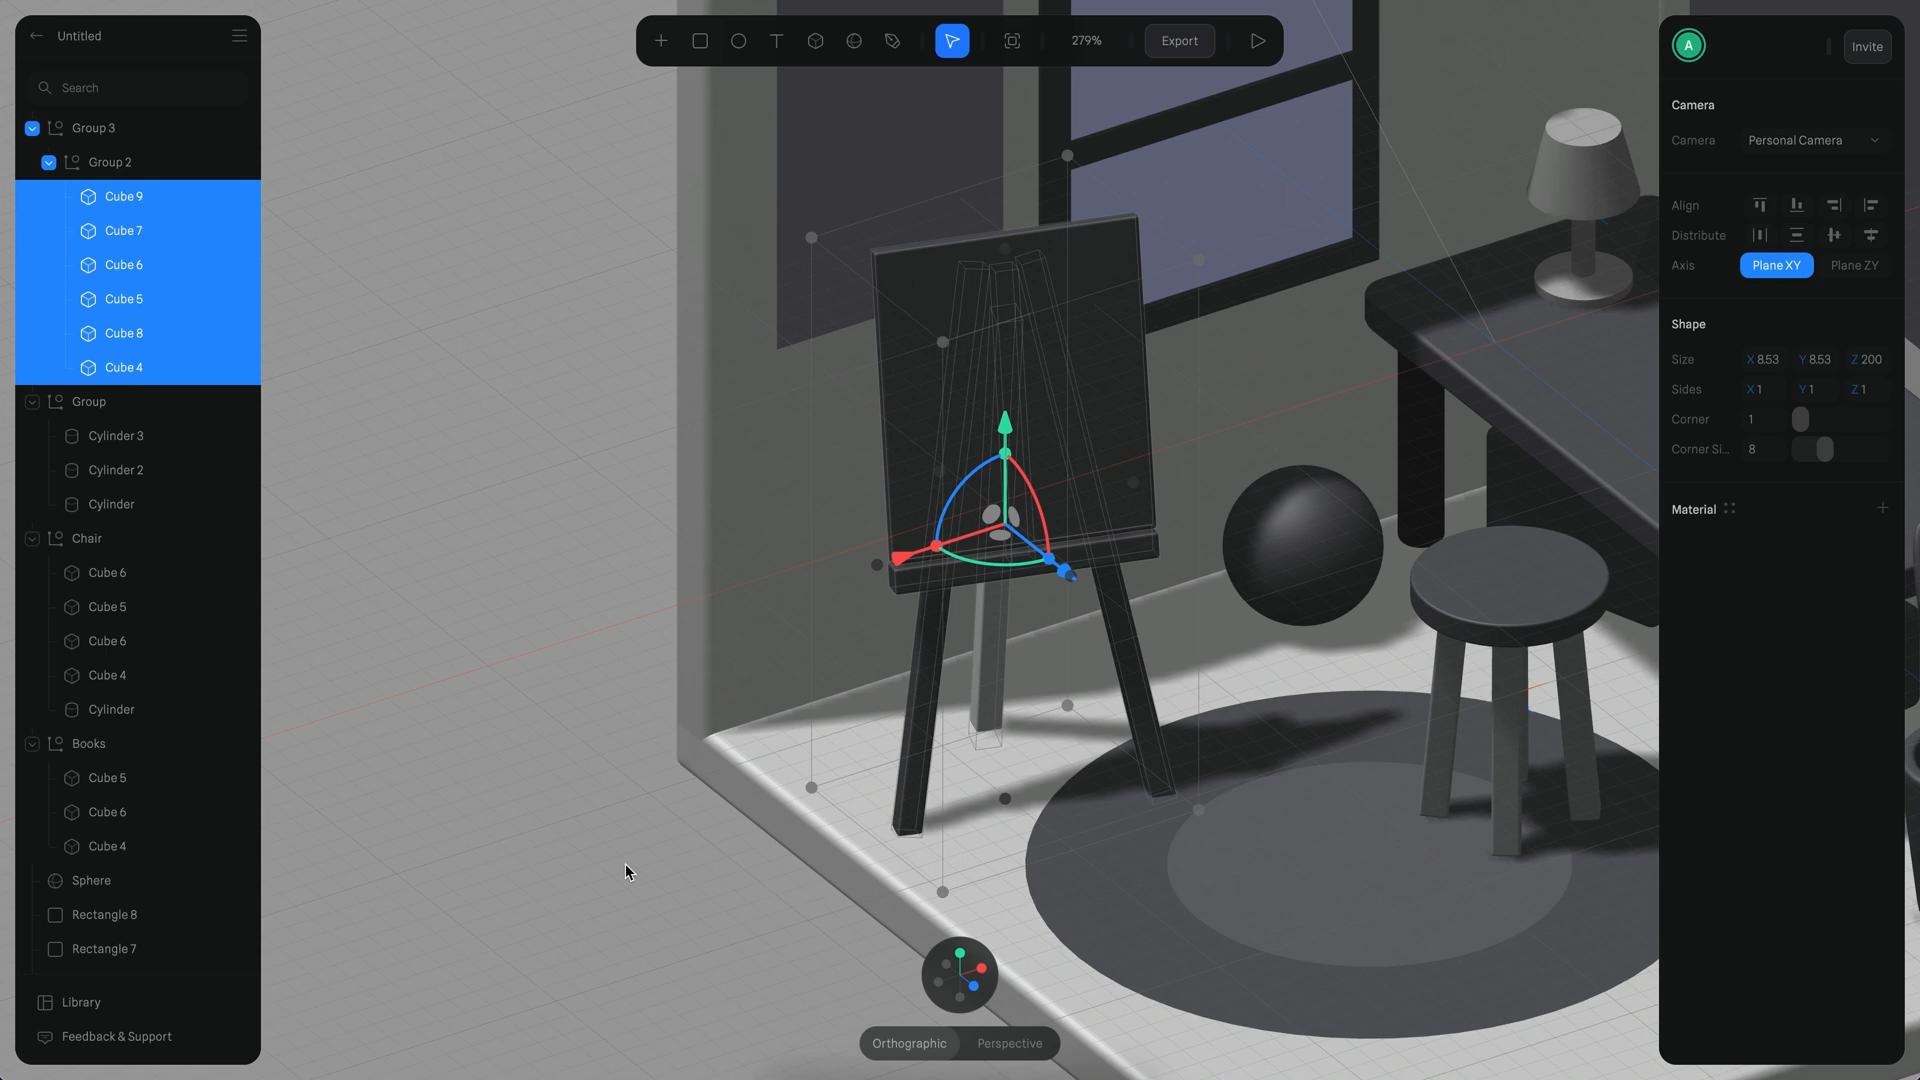 Untitled
Search
Group 3
Group 2
Cube 9
Cube 7
Cube 6
Cube 5
Cube 8
Cube 4
Group
Cylinder 3
Cylinder 2
Cylinder
Chair
Cube 6
Cube 5
Cube 6
Cube 4
Cylinder
Books
Cube 5
Cube 6
Cube 4
Sphere
Rectangle 8
Rectangle 7
Library
Feedback & Support
279%
Export
Orthographic
Perspective
A
Invite
Camera
Camera Personal Camera
Align
Distribute
Axis Plane XY Plane ZY
Shape
Size X 8.53 Y 8.53 Z 200
Sides X 1 Y 1 Z 1
Corner 1
Corner Si... 8
Material